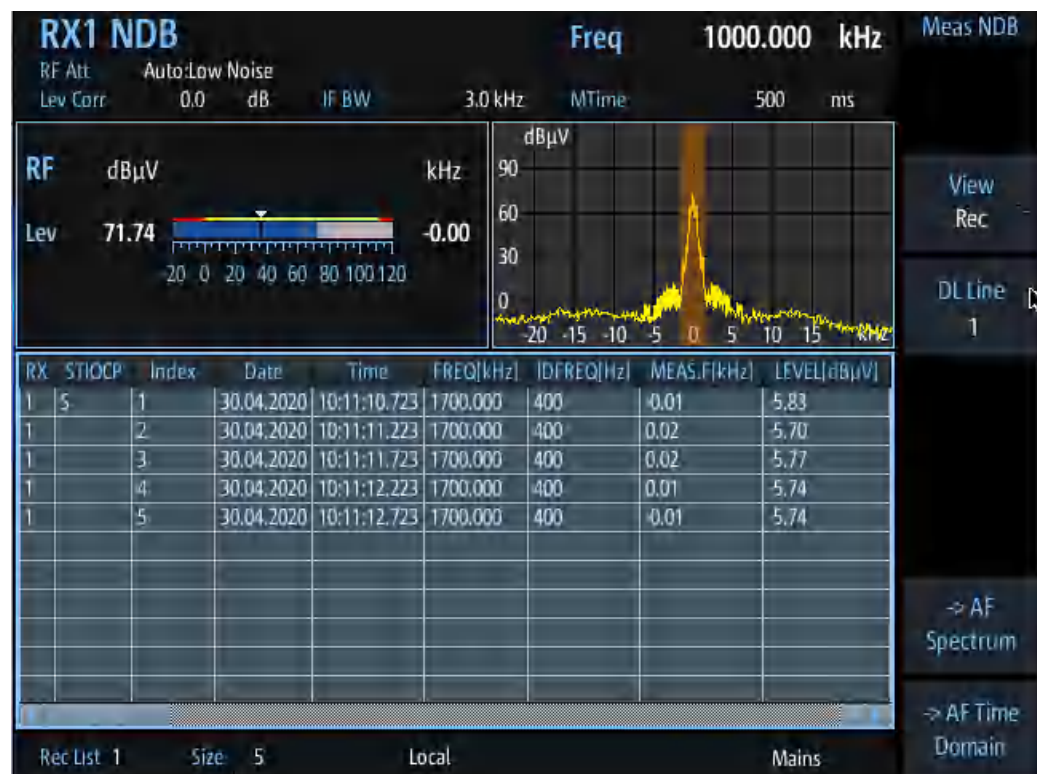 RX1 NDB Freq 1000.000 kHz
RF Att Auto:Low Noise
Lev Corr 0.0 dB IF BW 3.0 kHz MTime 500 ms
Meas NDB
RF dBµV kHz
Lev 71.74 -0.00
-20 0 20 40 60 80 100 120
dBµV
90
60
30
0
-20 -15 -10 -5 0 5 10 15 kHz
View
Rec
DL Line
1
RX STIOCP Index Date Time FREQ[kHz] IDFREQ[Hz] MEAS.F[kHz] LEVEL[dBµV]
1 S 1 30.04.2020 10:11:10.723 1700.000 400 -0.01 -5.83
1 2 30.04.2020 10:11:11.223 1700.000 400 0.02 -5.70
1 3 30.04.2020 10:11:11.723 1700.000 400 0.02 -5.77
1 4 30.04.2020 10:11:12.223 1700.000 400 0.01 -5.74
1 5 30.04.2020 10:11:12.723 1700.000 400 -0.01 -5.74
-> AF
Spectrum
-> AF Time
Domain
Rec List 1 Size 5 Local Mains